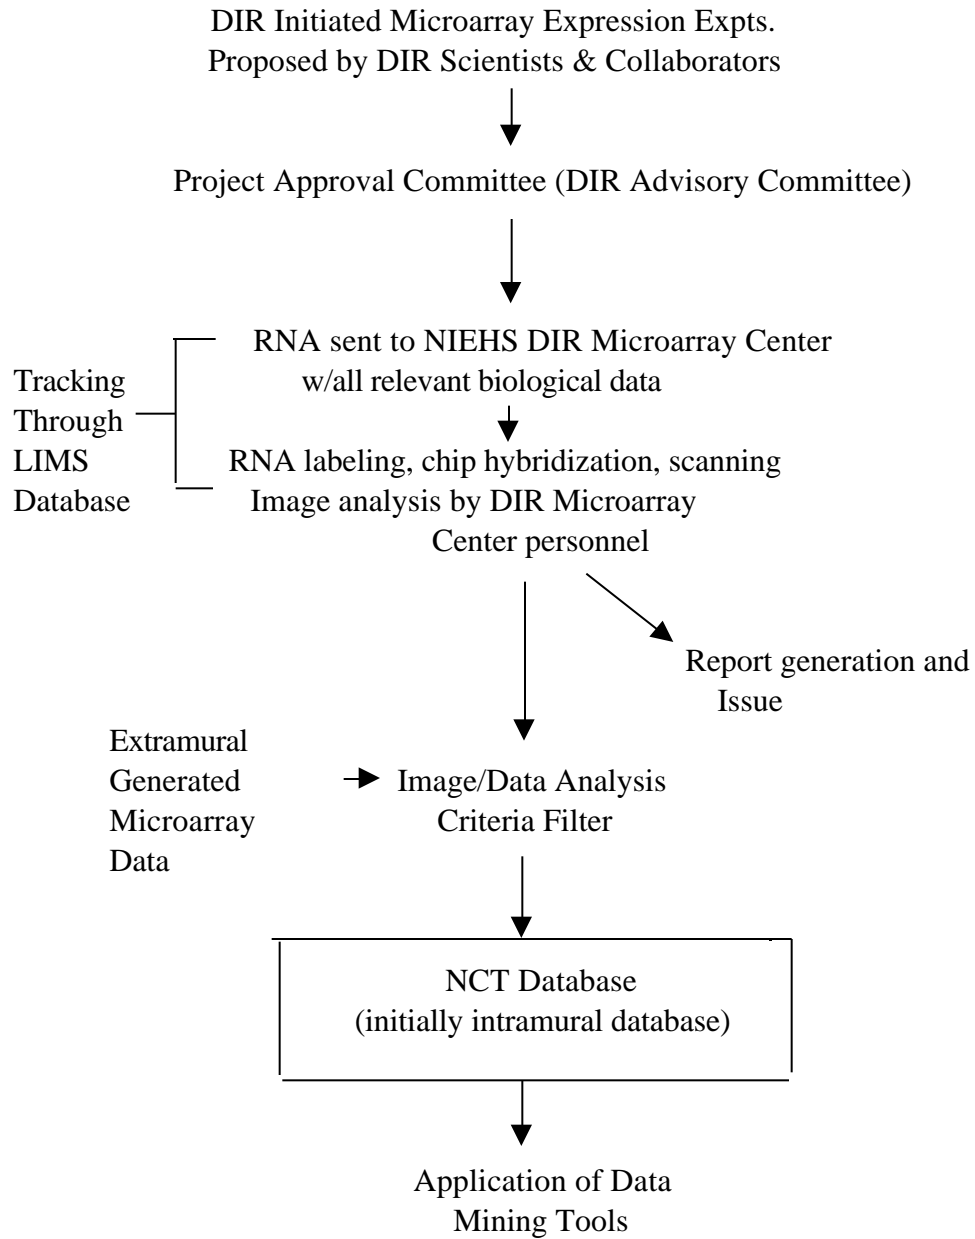 DIR Initiated Microarray Expression Expts.
Proposed by DIR Scientists & Collaborators
Project Approval Committee (DIR Advisory Committee)
RNA sent to NIEHS DIR Microarray Center
w/all relevant biological data
Tracking
Through
LIMS
Database
RNA labeling, chip hybridization, scanning
Image analysis by DIR Microarray
Center personnel
Report generation and
Issue
Extramural
Generated
Microarray
Data
Image/Data Analysis
Criteria Filter
NCT Database
(initially intramural database)
Application of Data
Mining Tools